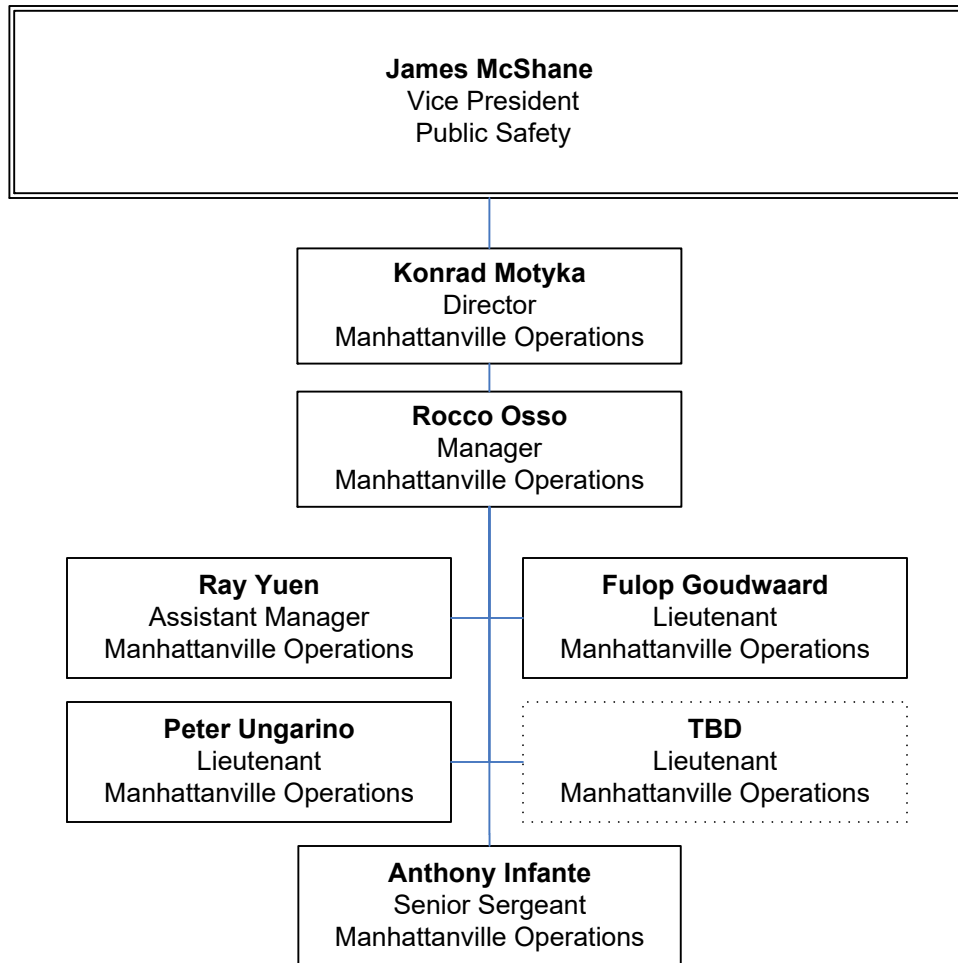 James McShane
Vice President
Public Safety
Konrad Motyka
Director
Manhattanville Operations
Rocco Osso
Manager
Manhattanville Operations
Ray Yuen
Assistant Manager
Manhattanville Operations
Fulop Goudwaard
Lieutenant
Manhattanville Operations
Peter Ungarino
Lieutenant
Manhattanville Operations
TBD
Lieutenant
Manhattanville Operations
Anthony Infante
Senior Sergeant
Manhattanville Operations